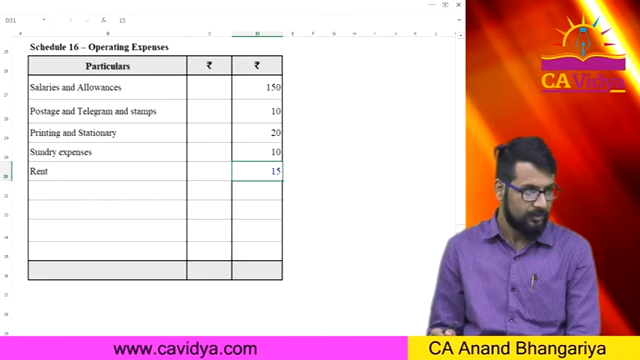 D31
15
A
B
C
D
E
F
G
H
I
J
K
L
CA Vidya
Schedule 16 – Operating Expenses
Particulars ₹ ₹
Salaries and Allowances 150
Postage and Telegram and stamps 10
Printing and Stationary 20
Sundry expenses 10
Rent 15
www.cavidya.com
CA Anand Bhangariya